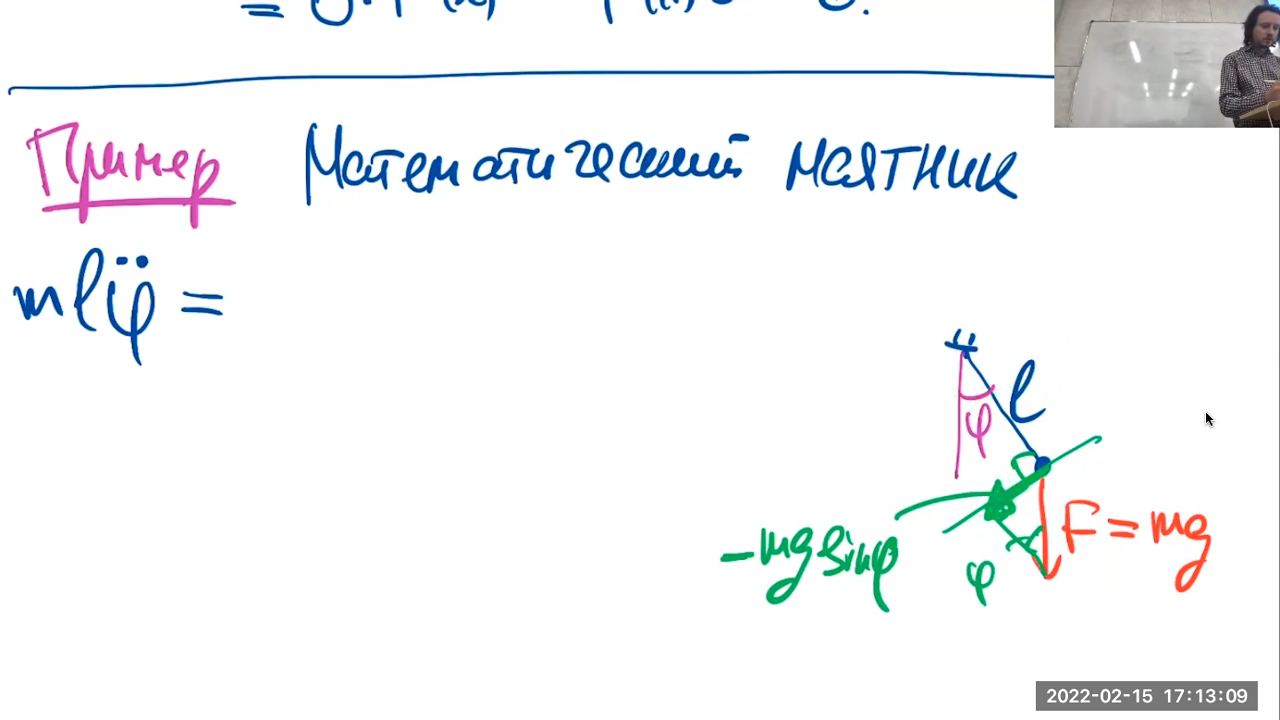 Пример Математический маятник
mlφ̈ =
l
φ
F = mg
-mg sinφ
φ
2022-02-15 17:13:09